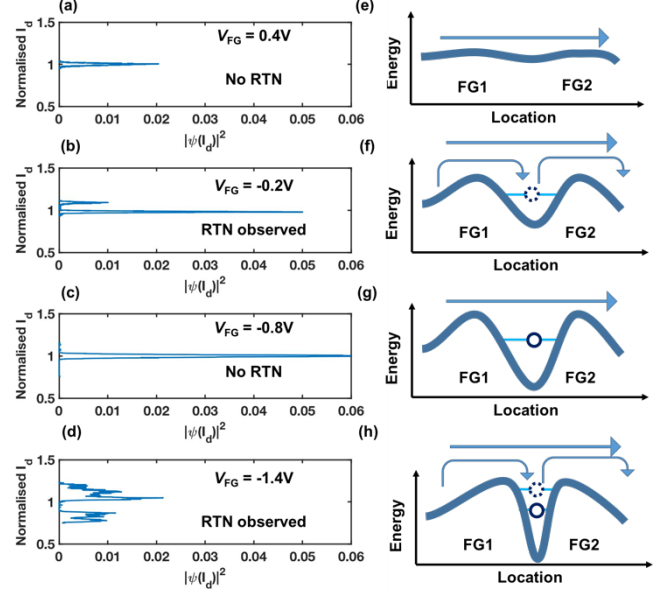 (a)
Normalised I_d
1.5
1
0.5
V_FG = 0.4V
No RTN
0 0.01 0.02 0.03 0.04 0.05 0.06
|ψ(I_d)|²
(b)
Normalised I_d
1.5
1
0.5
V_FG = -0.2V
RTN observed
0 0.01 0.02 0.03 0.04 0.05 0.06
|ψ(I_d)|²
(c)
Normalised I_d
1.5
1
0.5
V_FG = -0.8V
No RTN
0 0.01 0.02 0.03 0.04 0.05 0.06
|ψ(I_d)|²
(d)
Normalised I_d
1.5
1
0.5
V_FG = -1.4V
RTN observed
0 0.01 0.02 0.03 0.04 0.05 0.06
|ψ(I_d)|²
(e)
Energy
FG1 FG2
Location
(f)
Energy
FG1 FG2
Location
(g)
Energy
FG1 FG2
Location
(h)
Energy
FG1 FG2
Location